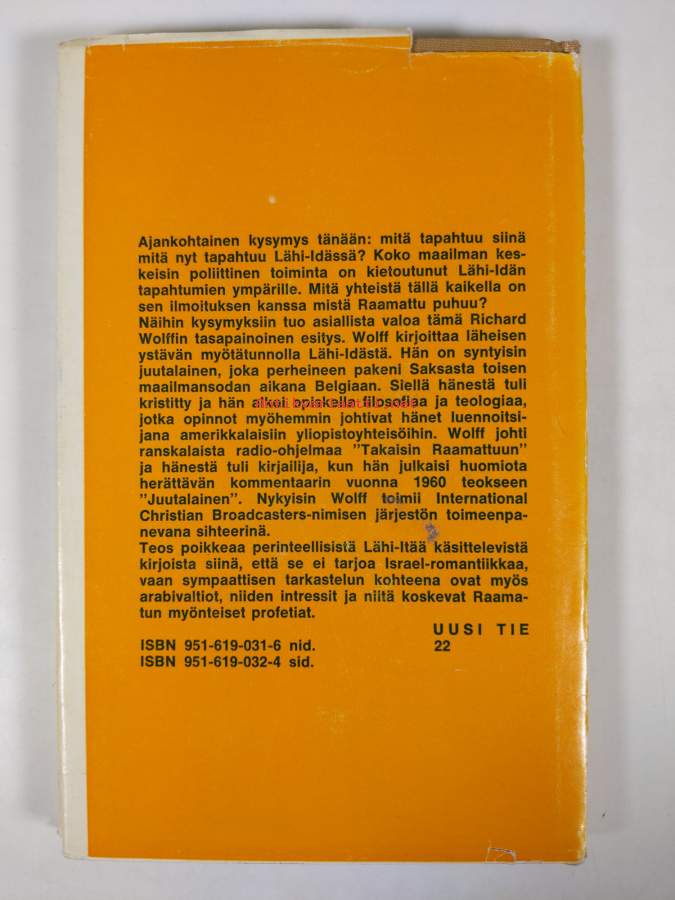 Ajankohtainen kysymys tänään: mitä tapahtuu siinä
mitä nyt tapahtuu Lähi-Idässä? Koko maailman kes-
keisin poliittinen toiminta on kietoutunut Lähi-Idän
tapahtumien ympärille. Mitä yhteistä tällä kaikella on
sen ilmoituksen kanssa mistä Raamattu puhuu?
Näihin kysymyksiin tuo asiallista valoa tämä Richard
Wolffin tasapainoinen esitys. Wolff kirjoittaa läheisen
ystävän myötätunnolla Lähi-Idästä. Hän on syntyisin
juutalainen, joka perheineen pakeni Saksasta toisen
maailmansodan aikana Belgiaan. Siellä hänestä tuli
kristitty ja hän alkoi opiskella filosofiaa ja teologiaa,
jotka opinnot myöhemmin johtivat hänet luennoitsi-
jana amerikkalaisiin yliopistoyhteisöihin. Wolff johti
ranskalaista radio-ohjelmaa "Takaisin Raamattuun"
ja hänestä tuli kirjailija, kun hän julkaisi huomiota
herättävän kommentaarin vuonna 1960 teokseen
"Juutalainen". Nykyisin Wolff toimii International
Christian Broadcasters-nimisen järjestön toimeenpa-
nevana sihteerinä.
Teos poikkeaa perinteellisistä Lähi-Itää käsittelevistä
kirjoista siinä, että se ei tarjoa Israel-romantiikkaa,
vaan sympaattisen tarkastelun kohteena ovat myös
arabivaltiot, niiden intressit ja niitä koskevat Raama-
tun myönteiset profetiat.
UUSI TIE
ISBN 951-619-031-6 nid. 22
ISBN 951-619-032-4 sid.